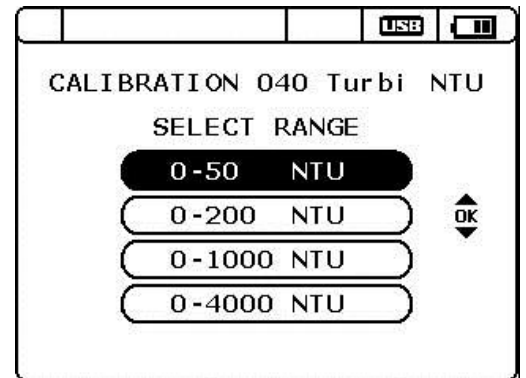 USB
CALIBRATION 040 Turbi NTU
SELECT RANGE
0-50 NTU
0-200 NTU
OK
0-1000 NTU
0-4000 NTU